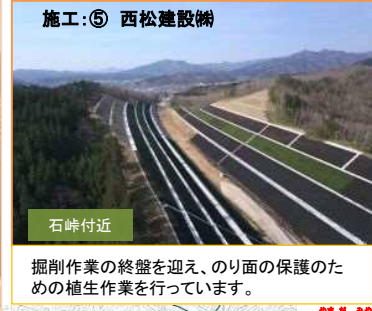 施工:⑤ 西松建設㈱
石峠付近
掘削作業の終盤を迎え、のり面の保護のた
めの植生作業を行っています。